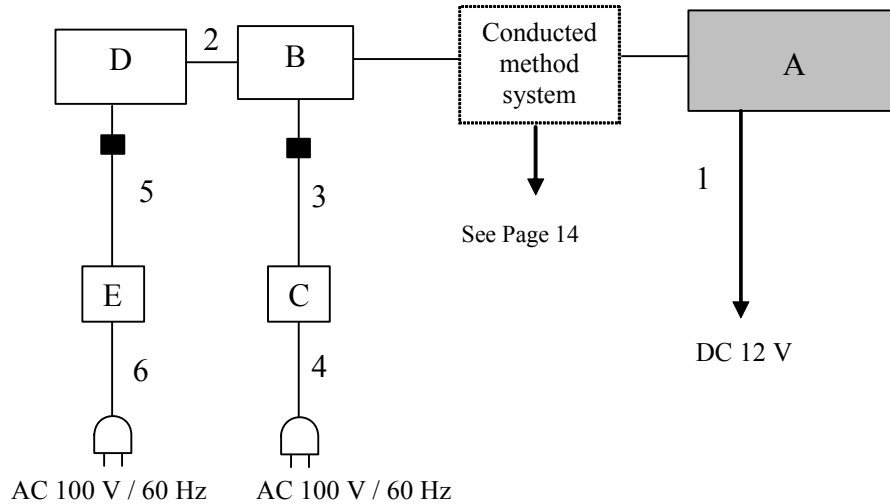 D
2
B
Conducted
method
system
A
5
3
1
See Page 14
E
C
DC 12 V
6
4
AC 100 V / 60 Hz
AC 100 V / 60 Hz